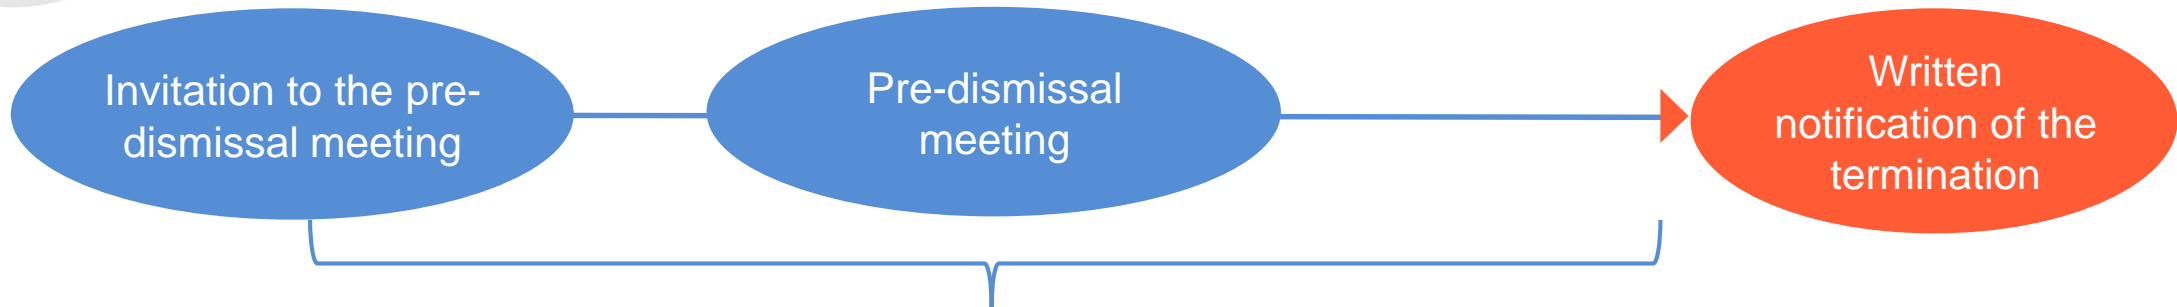 Invitation to the pre-
dismissal meeting
Pre-dismissal
meeting
Written
notification of the
termination